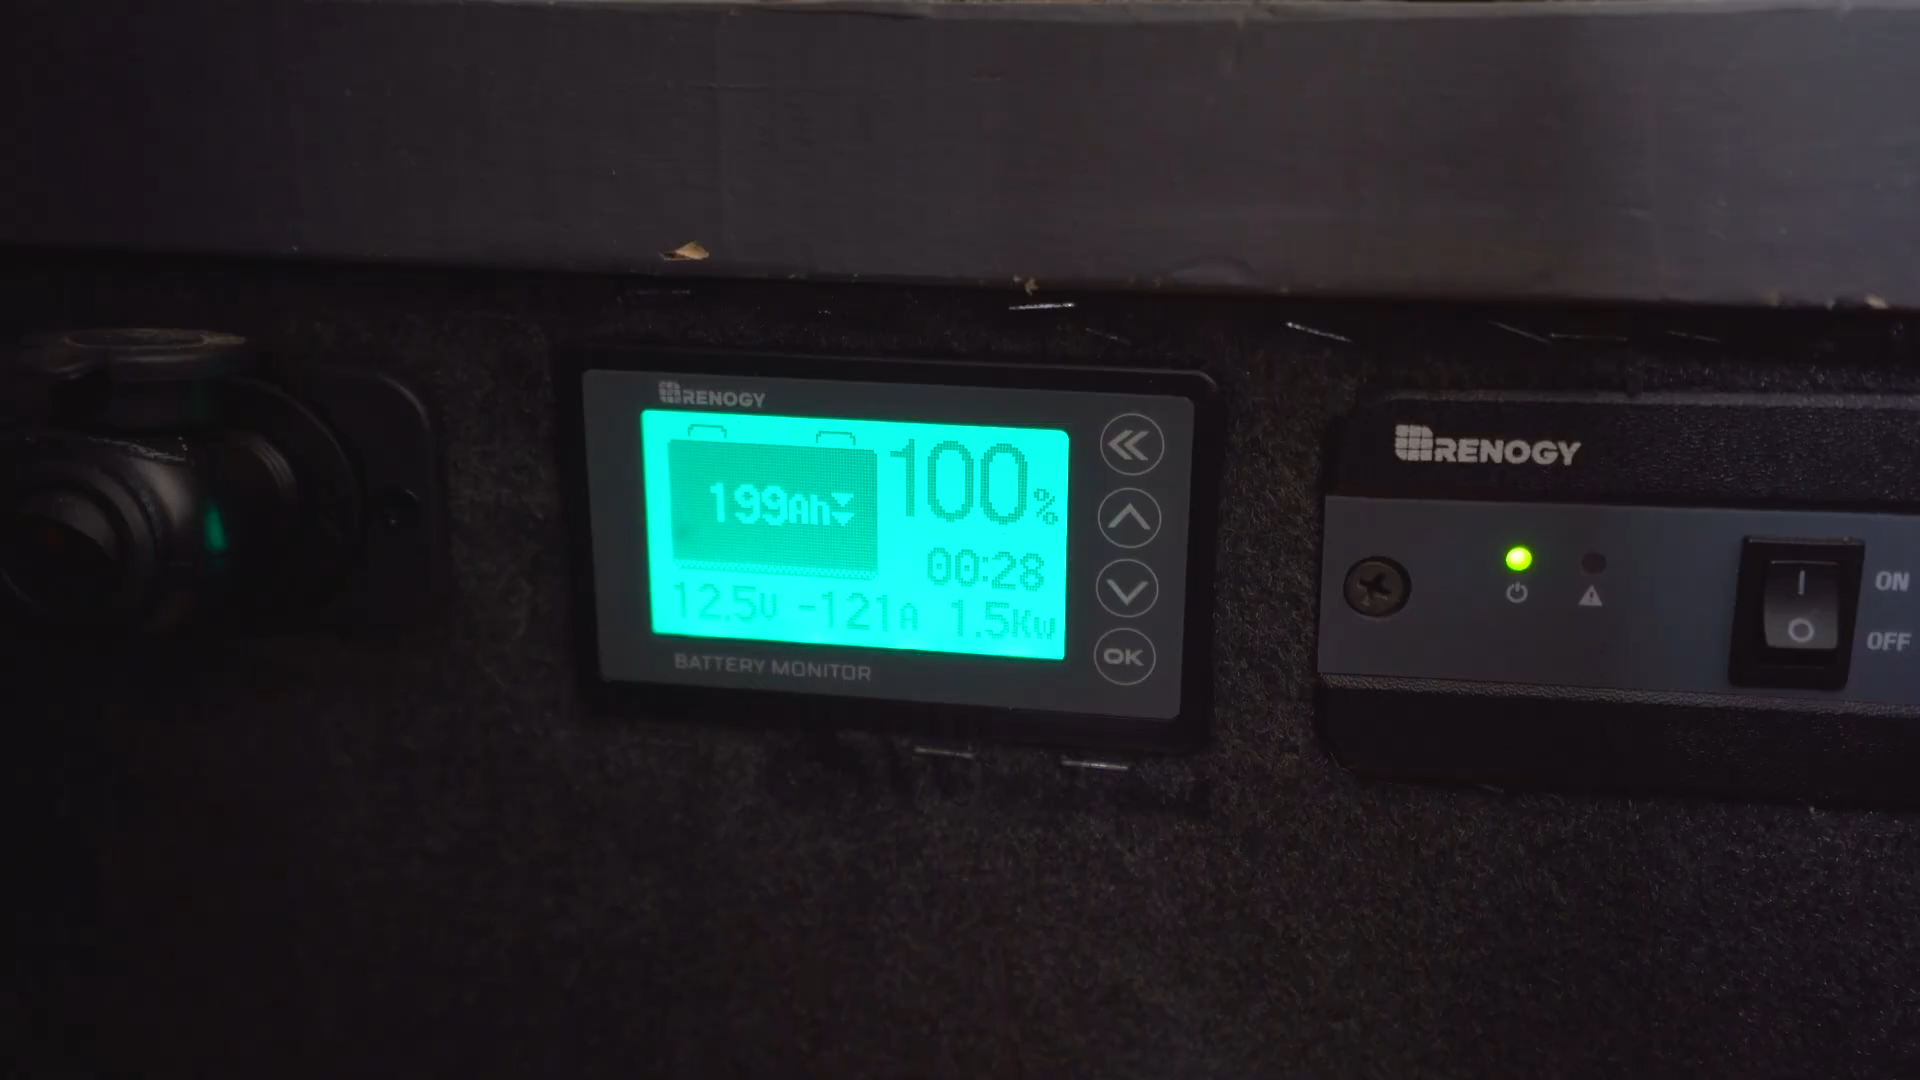 RENOGY
199Ah
100%
00:28
12.5V -121A 1.5Kw
BATTERY MONITOR
OK
RENOGY
ON
OFF